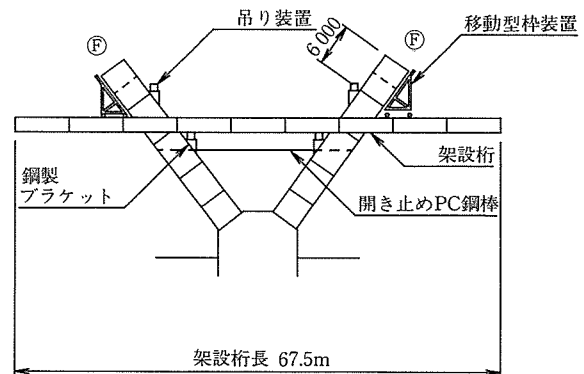 吊り装置
Ⓕ
6 000
Ⓕ
移動型枠装置
架設桁
鋼製
ブラケット
開き止めPC鋼棒
架設桁長 67.5m